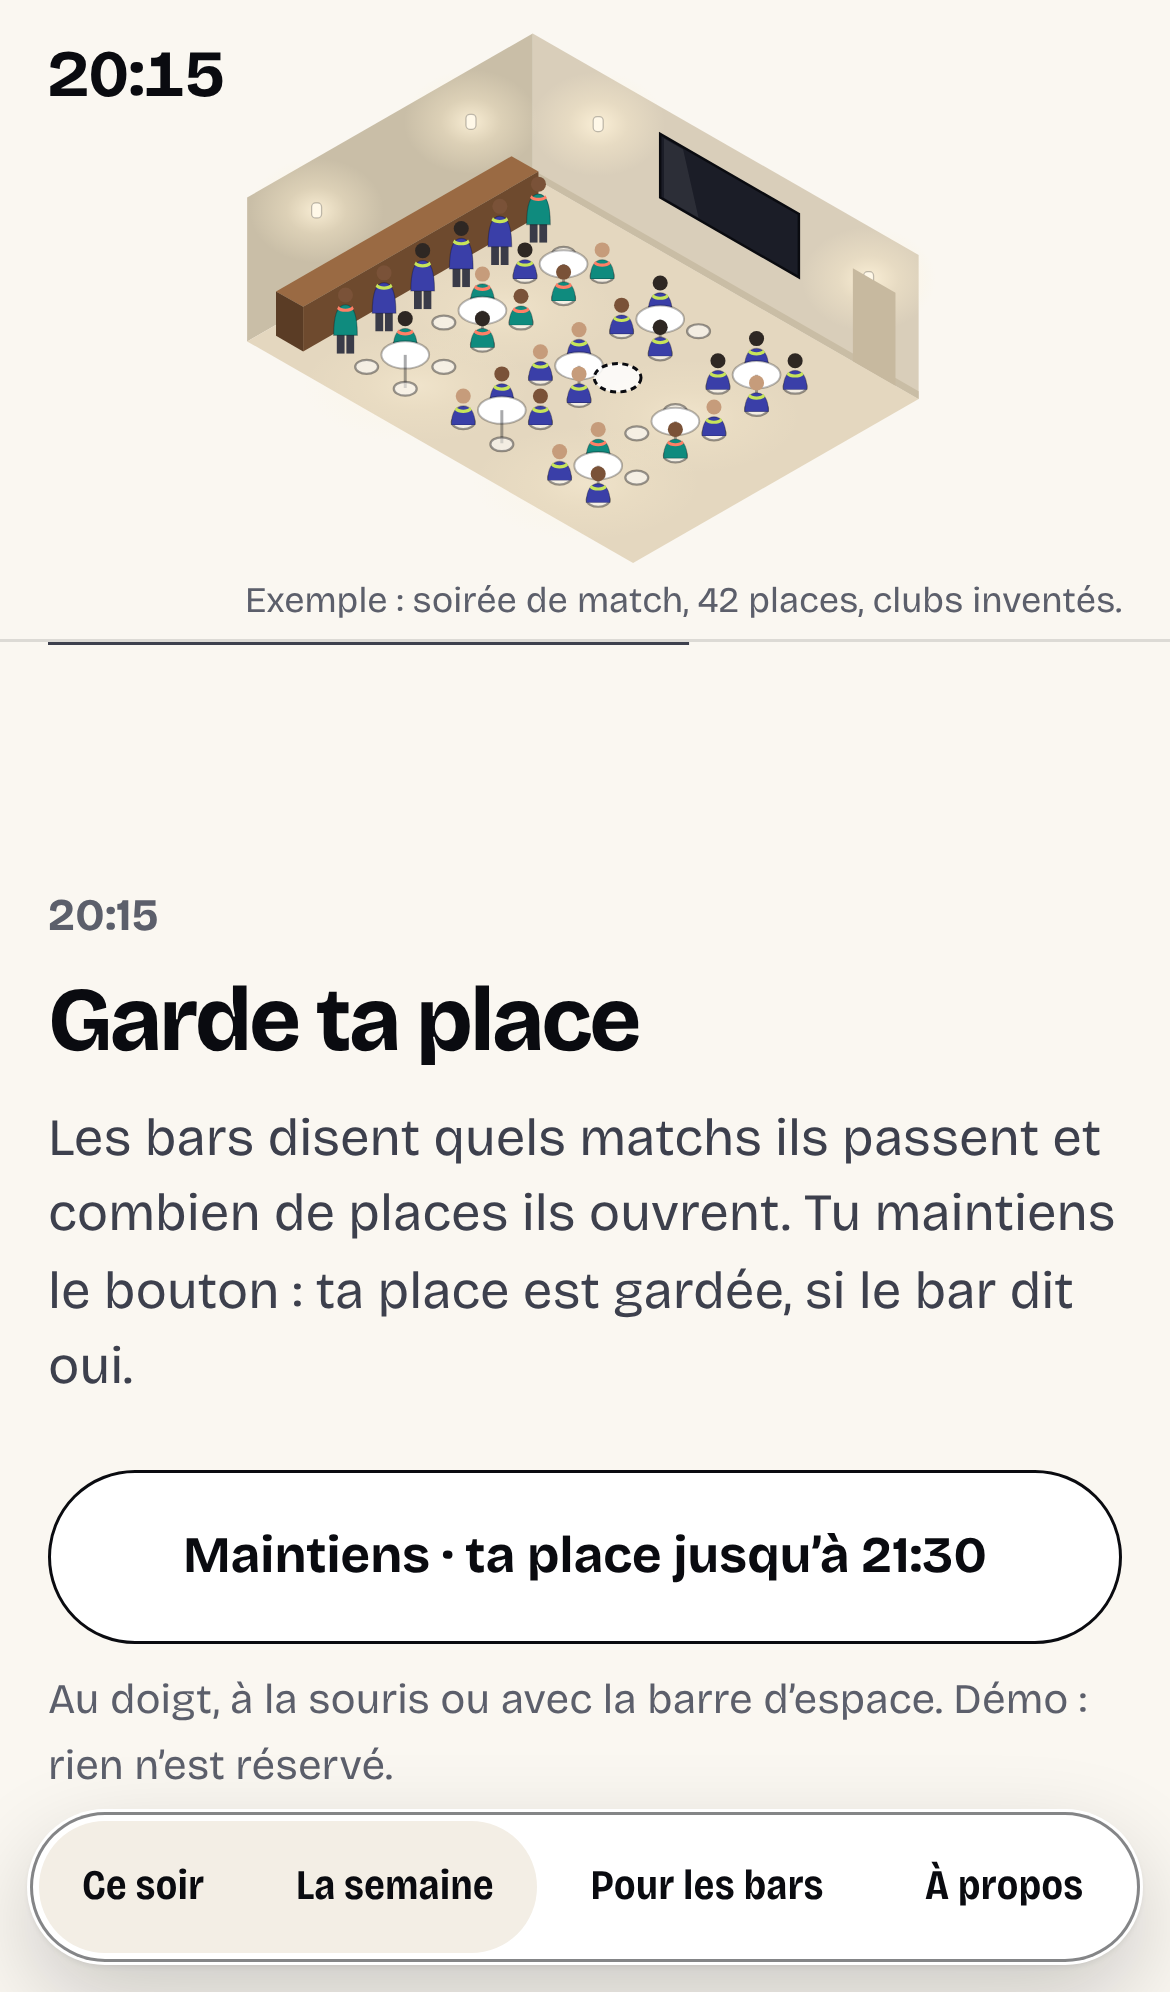 20:15
Exemple : soirée de match, 42 places, clubs inventés.
20:15
Garde ta place
Les bars disent quels matchs ils passent et
combien de places ils ouvrent. Tu maintiens
le bouton : ta place est gardée, si le bar dit
oui.
Maintiens · ta place jusqu’à 21:30
Au doigt, à la souris ou avec la barre d’espace. Démo :
rien n’est réservé.
Ce soir La semaine Pour les bars À propos